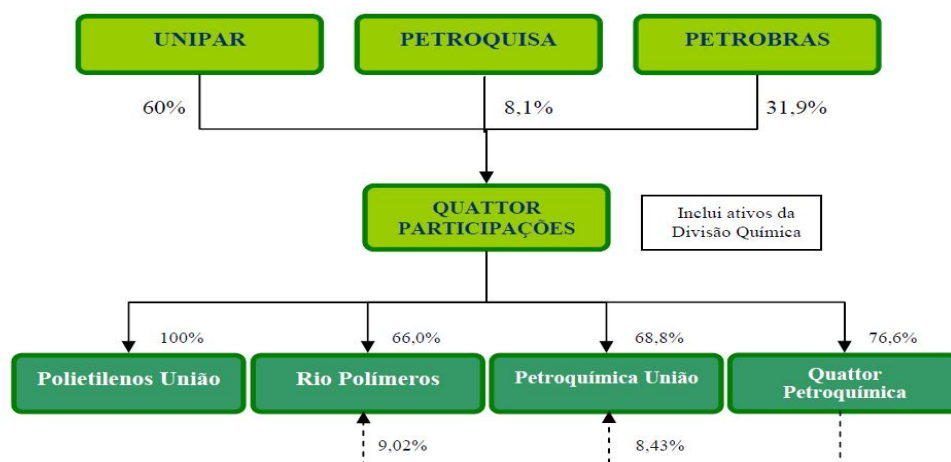 UNIPAR
PETROQUISA
PETROBRAS
60%
8,1%
31,9%
QUATTOR
PARTICIPAÇÕES
Inclui ativos da
Divisão Química
100%
66,0%
68,8%
76,6%
Polietilenos União
Rio Polímeros
Petroquímica União
Quattor
Petroquímica
9,02%
8,43%